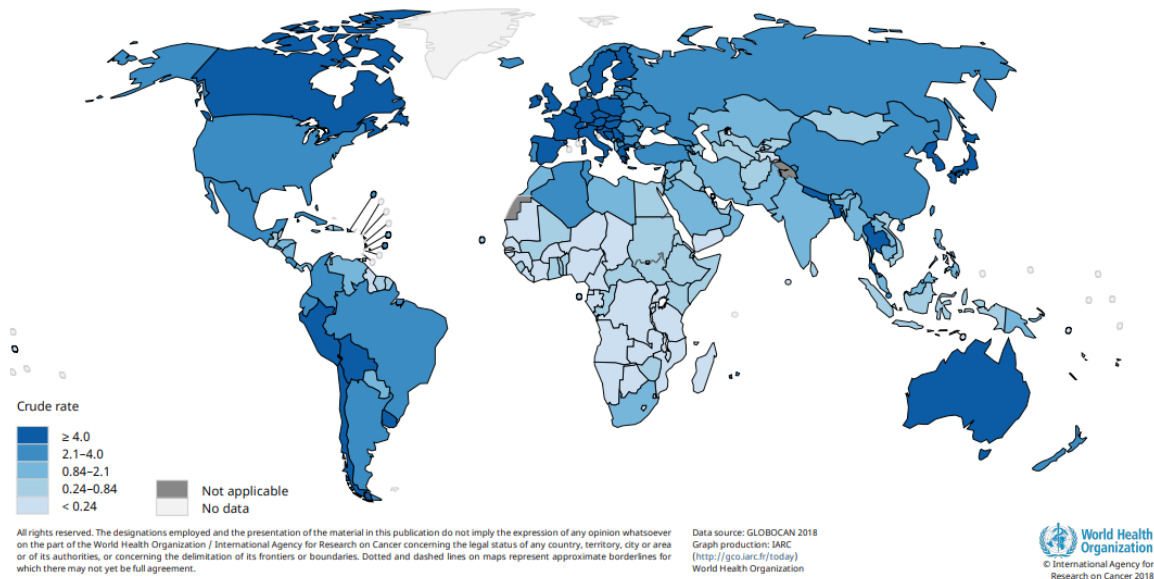 Crude rate
≥ 4.0
2.1–4.0
0.84–2.1
0.24–0.84
< 0.24
Not applicable
No data
All rights reserved. The designations employed and the presentation of the material in this publication do not imply the expression of any opinion whatsoever
on the part of the World Health Organization / International Agency for Research on Cancer concerning the legal status of any country, territory, city or area
or of its authorities, or concerning the delimitation of its frontiers or boundaries. Dotted and dashed lines on maps represent approximate borderlines for
which there may not yet be full agreement.
Data source: GLOBOCAN 2018
Graph production: IARC
(http://gco.iarc.fr/today)
World Health Organization
World Health
Organization
© International Agency for
Research on Cancer 2018